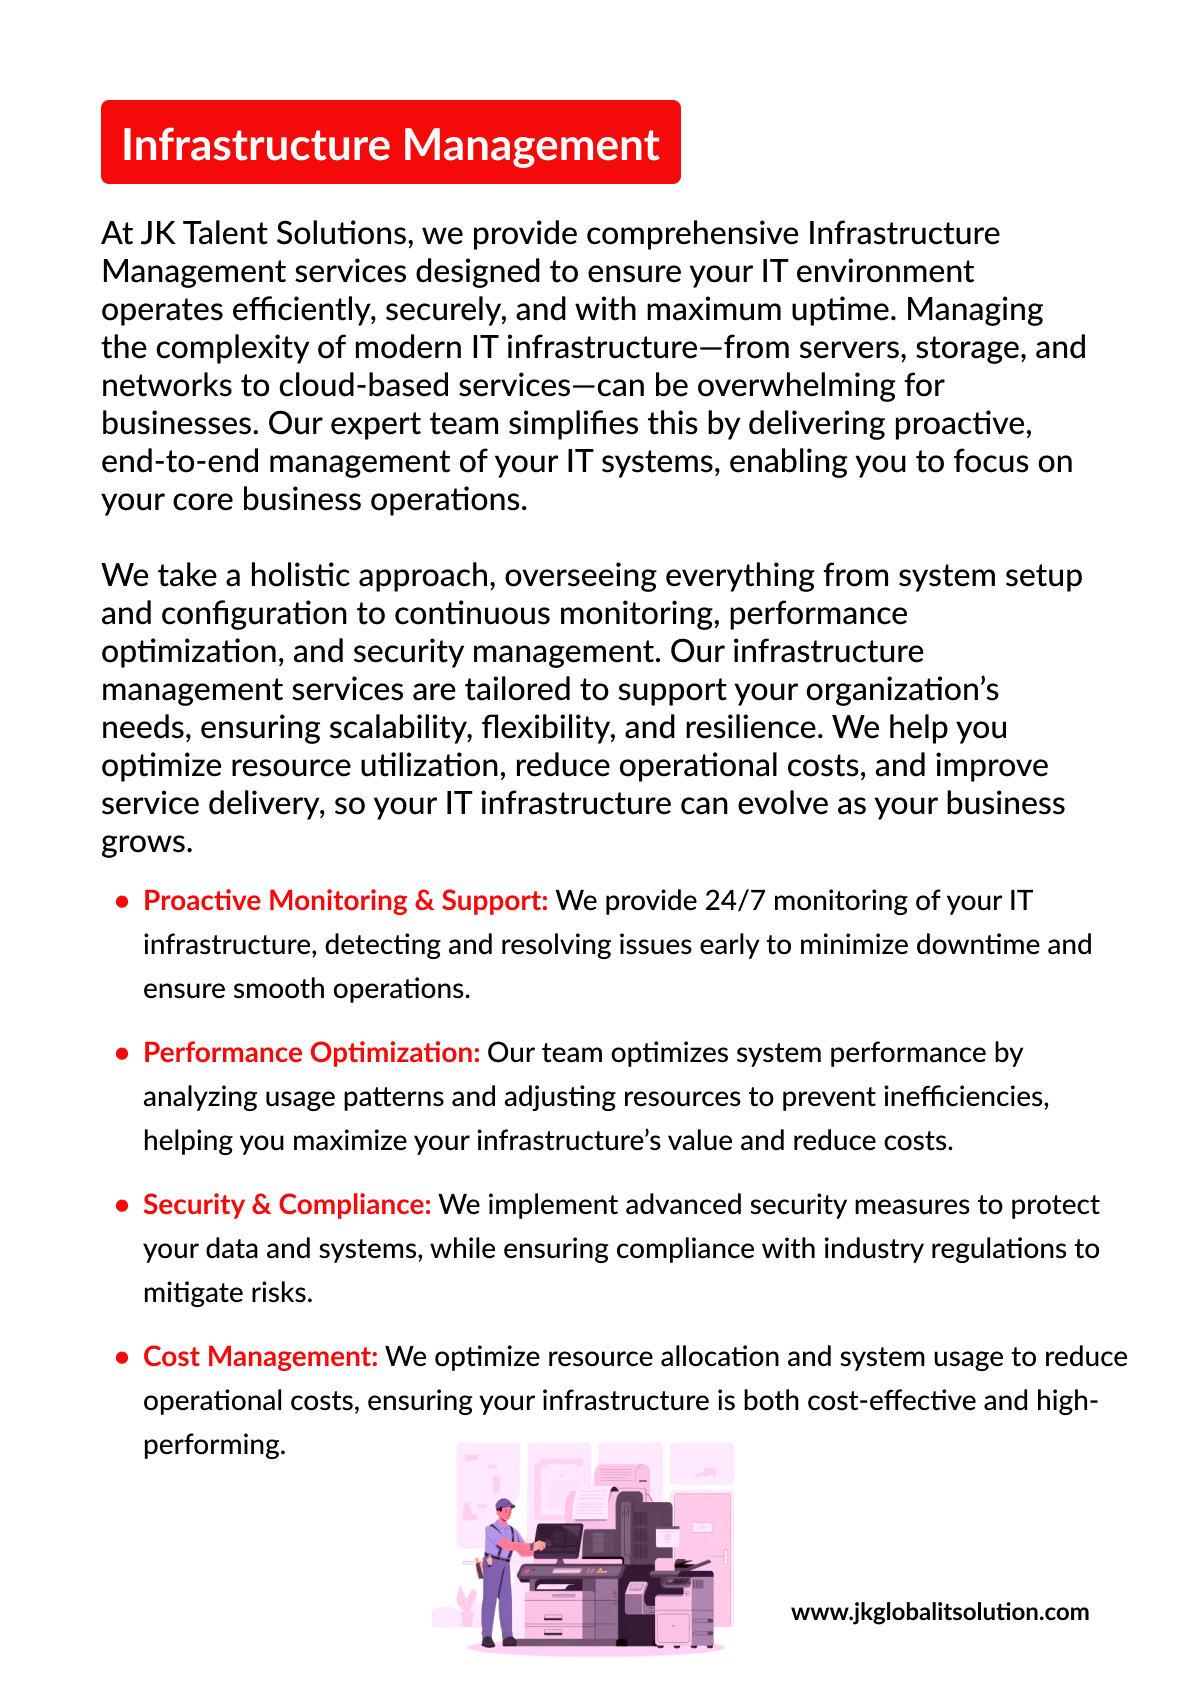 Infrastructure Management
At JK Talent Solutions, we provide comprehensive Infrastructure
Management services designed to ensure your IT environment
operates efficiently, securely, and with maximum uptime. Managing
the complexity of modern IT infrastructure—from servers, storage, and
networks to cloud-based services—can be overwhelming for
businesses. Our expert team simplifies this by delivering proactive,
end-to-end management of your IT systems, enabling you to focus on
your core business operations.
We take a holistic approach, overseeing everything from system setup
and configuration to continuous monitoring, performance
optimization, and security management. Our infrastructure
management services are tailored to support your organization’s
needs, ensuring scalability, flexibility, and resilience. We help you
optimize resource utilization, reduce operational costs, and improve
service delivery, so your IT infrastructure can evolve as your business
grows.
• Proactive Monitoring & Support: We provide 24/7 monitoring of your IT
infrastructure, detecting and resolving issues early to minimize downtime and
ensure smooth operations.
• Performance Optimization: Our team optimizes system performance by
analyzing usage patterns and adjusting resources to prevent inefficiencies,
helping you maximize your infrastructure’s value and reduce costs.
• Security & Compliance: We implement advanced security measures to protect
your data and systems, while ensuring compliance with industry regulations to
mitigate risks.
• Cost Management: We optimize resource allocation and system usage to reduce
operational costs, ensuring your infrastructure is both cost-effective and high-
performing.
www.jkglobalitsolution.com